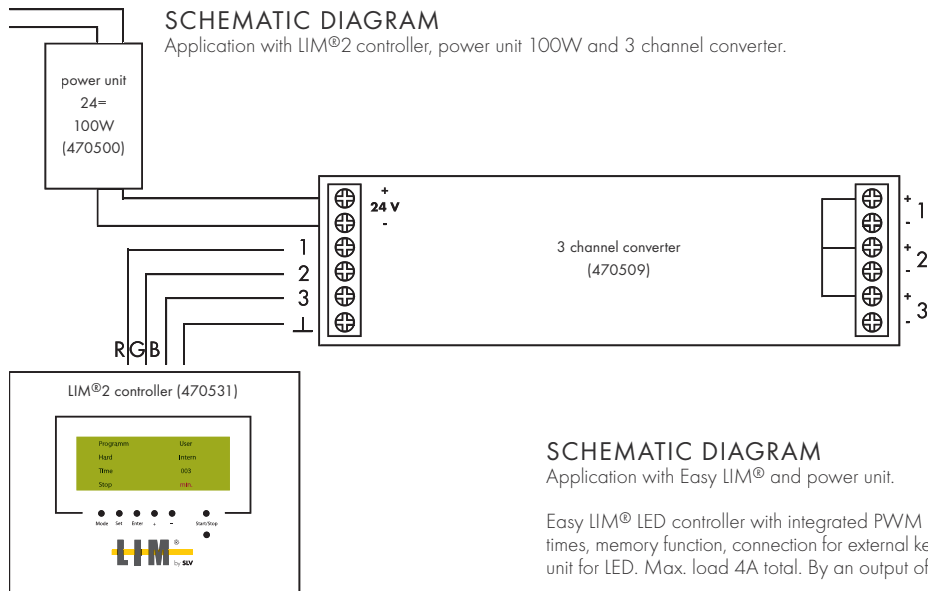 SCHEMATIC DIAGRAM
Application with LIM®2 controller, power unit 100W and 3 channel converter.
power unit
24=
100W
(470500)
+
24 V
-
1
2
3
⊥
3 channel converter
(470509)
+
1
-
+
2
-
+
3
-
RGB
LIM®2 controller (470531)
Programm User
Hard Intern
Time 003
Stop min.
Mode Set Enter + - Start/Stop
LIM®
by SLV
SCHEMATIC DIAGRAM
Application with Easy LIM® and power unit.
Easy LIM® LED controller with integrated PWM
times, memory function, connection for external ke
unit for LED. Max. load 4A total. By an output of